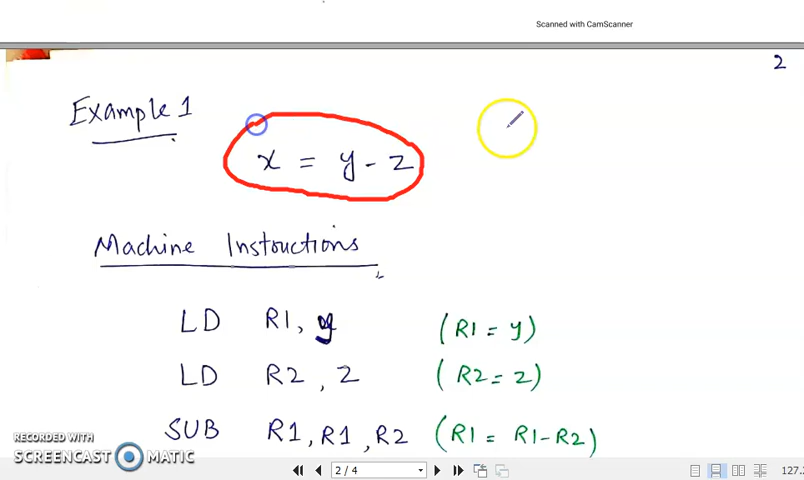 Scanned with CamScanner
2
Example 1
x = y - z
Machine Instructions
LD R1, y (R1 = y)
LD R2, z (R2 = z)
SUB R1, R1, R2 (R1 = R1-R2)
RECORDED WITH
SCREENCAST MATIC
2 / 4
127.